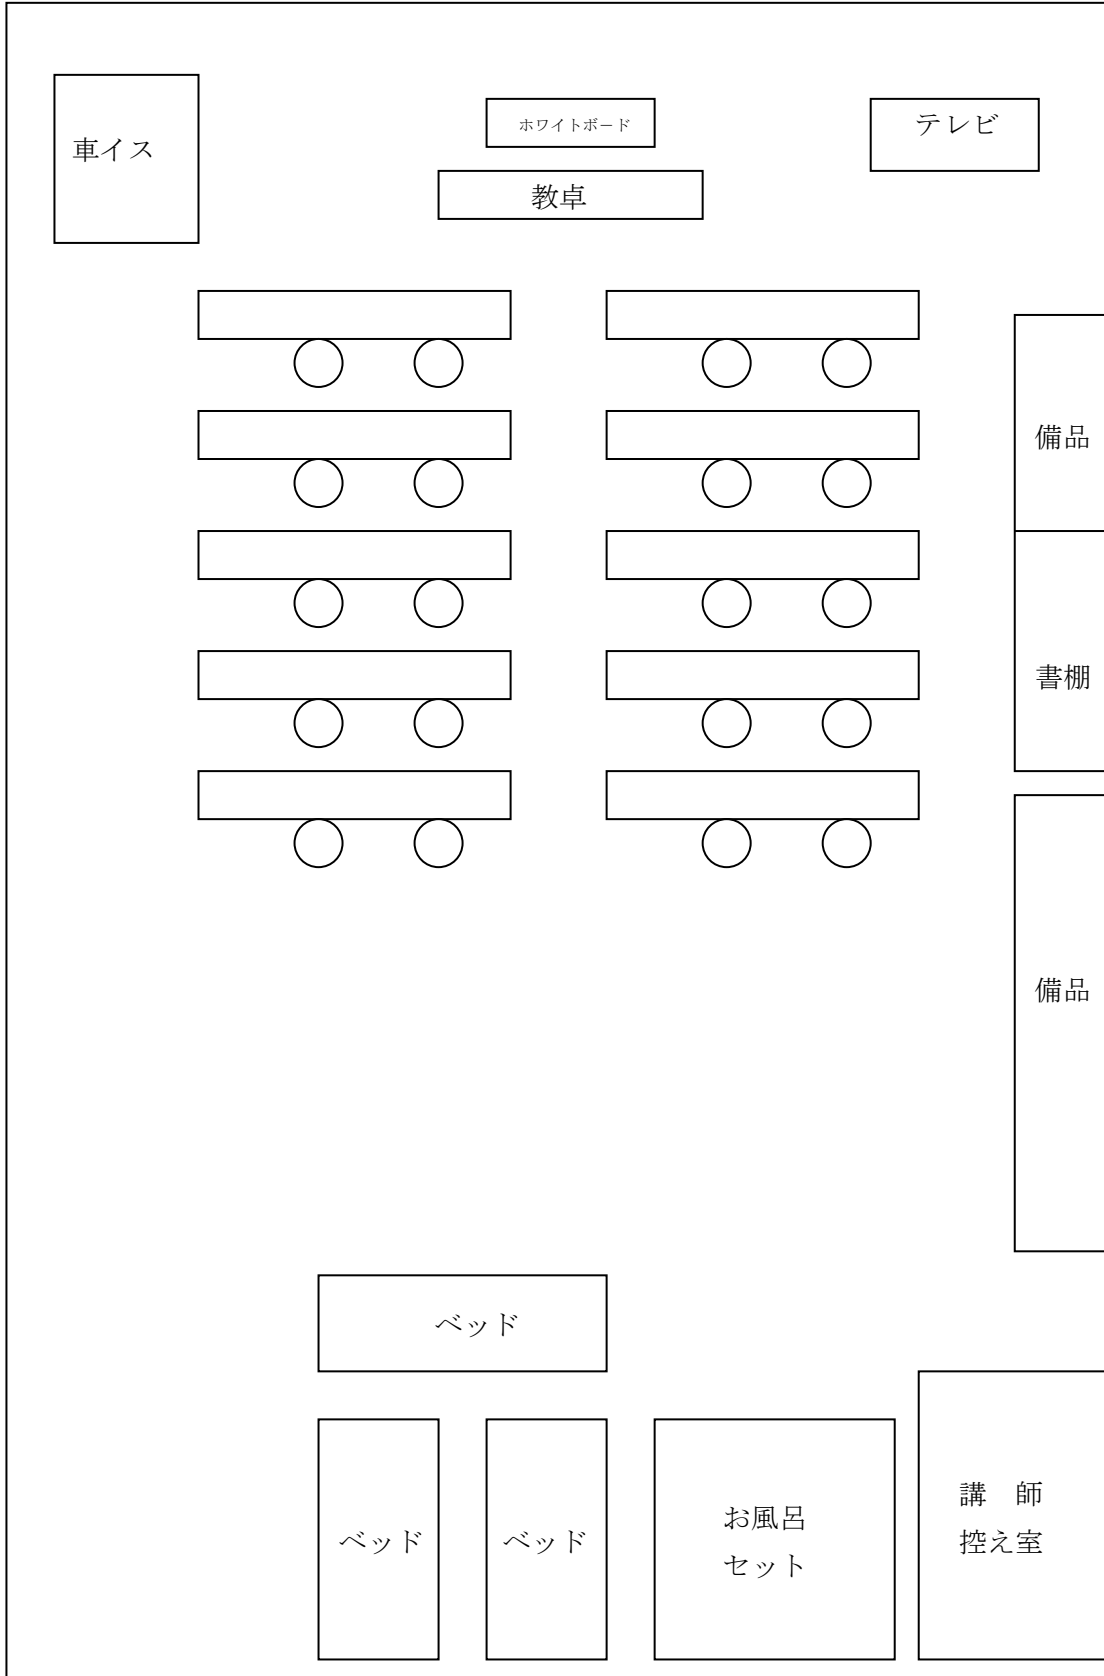 ホワイトボード
テレビ
車イス
教卓
備品
書棚
備品
ベッド
ベッド
ベッド
お風呂
セット
講　師
控え室